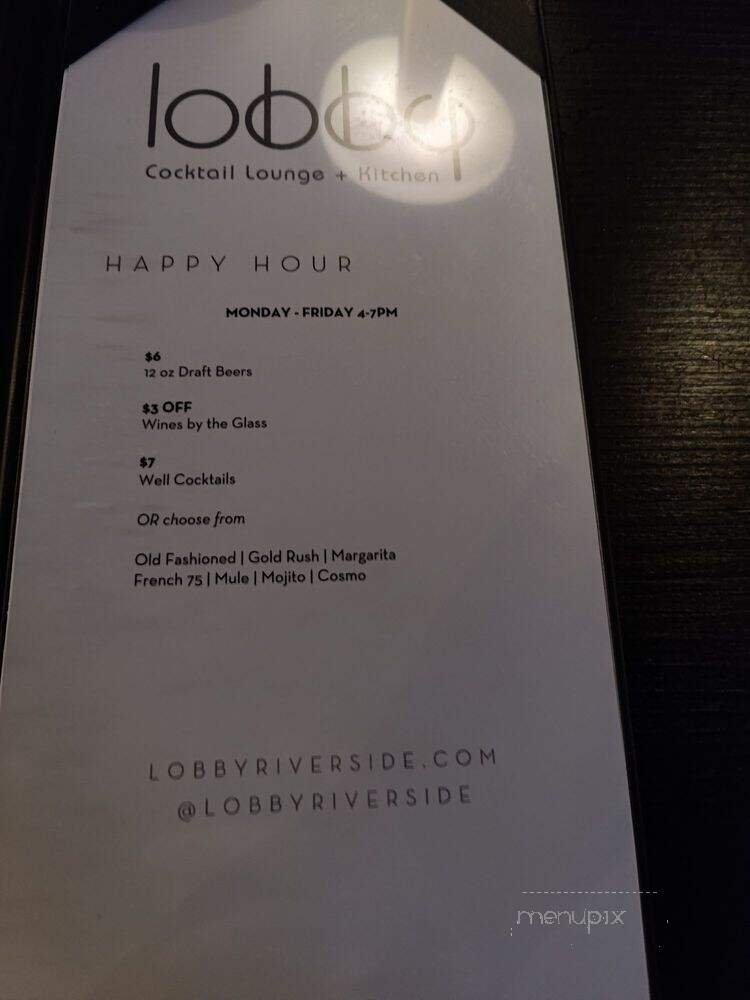 lobby
Cocktail Lounge + Kitchen
HAPPY HOUR
MONDAY - FRIDAY 4-7PM
$6
12 oz Draft Beers
$3 OFF
Wines by the Glass
$7
Well Cocktails
OR choose from
Old Fashioned | Gold Rush | Margarita
French 75 | Mule | Mojito | Cosmo
LOBBYRIVERSIDE.COM
@LOBBYRIVERSIDE
menupix